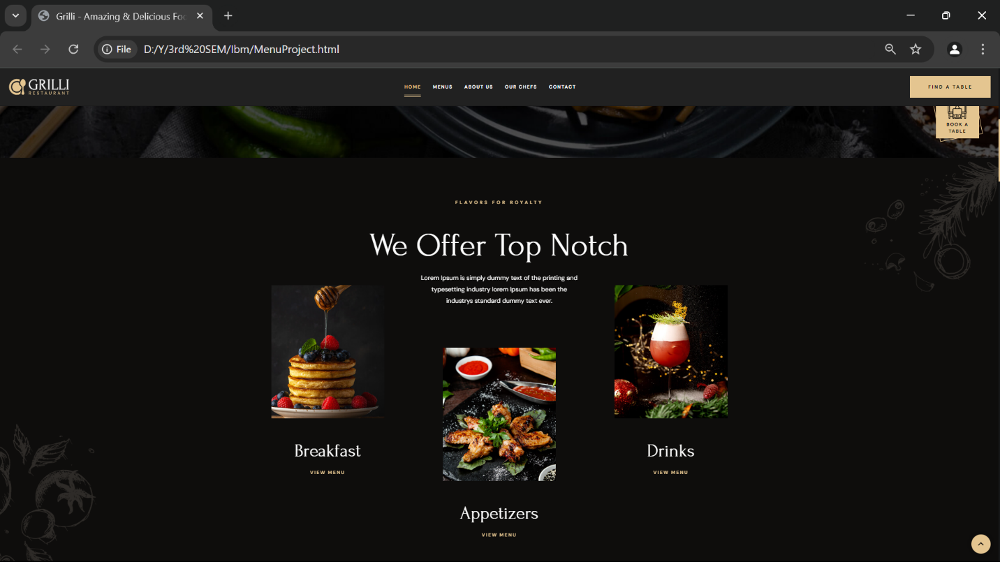 Grilli - Amazing & Delicious Foo
File D:/Y/3rd%20SEM/Ibm/MenuProject.html
GRILLI
RESTAURANT
HOME MENUS ABOUT US OUR CHEFS CONTACT
FIND A TABLE
BOOK A
TABLE
FLAVORS FOR ROYALTY
We Offer Top Notch
Lorem Ipsum is simply dummy text of the printing and
typesetting industry lorem Ipsum has been the
industrys standard dummy text ever.
Breakfast
VIEW MENU
Drinks
VIEW MENU
Appetizers
VIEW MENU